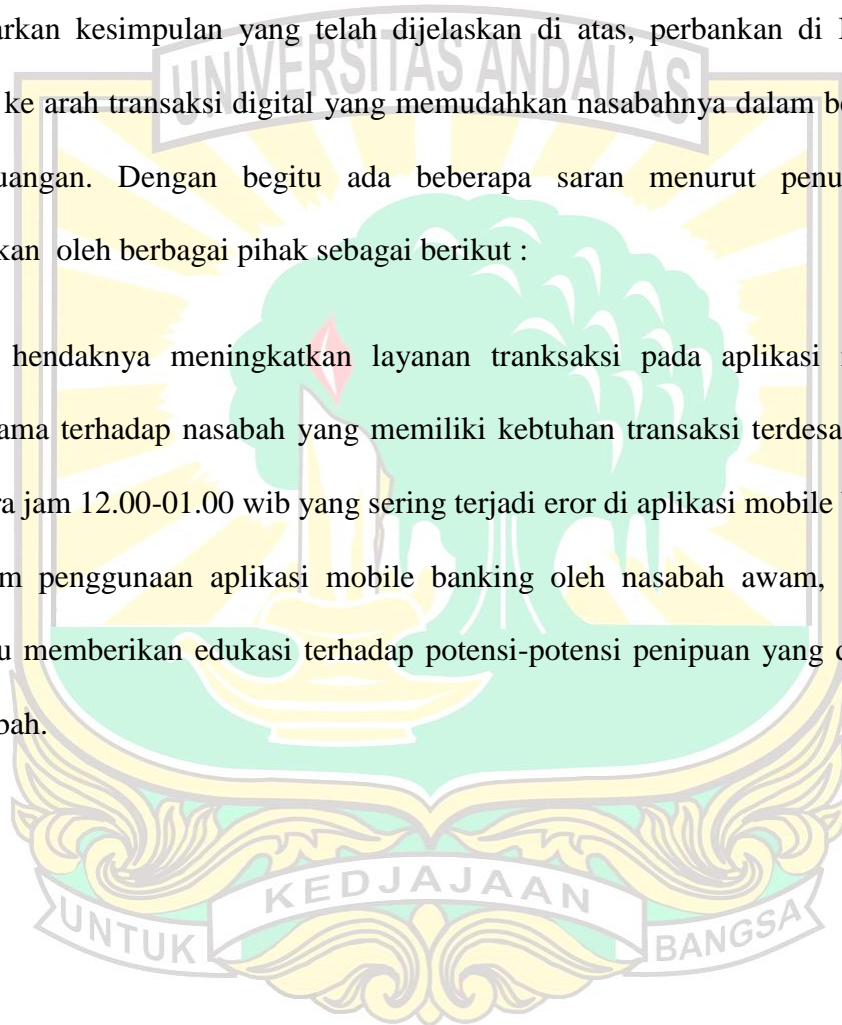 UNIVERSITAS ANDALAS
arkan kesimpulan yang telah dijelaskan di atas, perbankan di
ke arah transaksi digital yang memudahkan nasabahnya dalam be
uangan. Dengan begitu ada beberapa saran menurut penu
kan oleh berbagai pihak sebagai berikut :
hendaknya meningkatkan layanan tranksaksi pada aplikasi
ama terhadap nasabah yang memiliki kebtuhan transaksi terdesa
ra jam 12.00-01.00 wib yang sering terjadi eror di aplikasi mobile
m penggunaan aplikasi mobile banking oleh nasabah awam,
u memberikan edukasi terhadap potensi-potensi penipuan yang
bah.
UNTUK KEDJAJAAN BANGSA